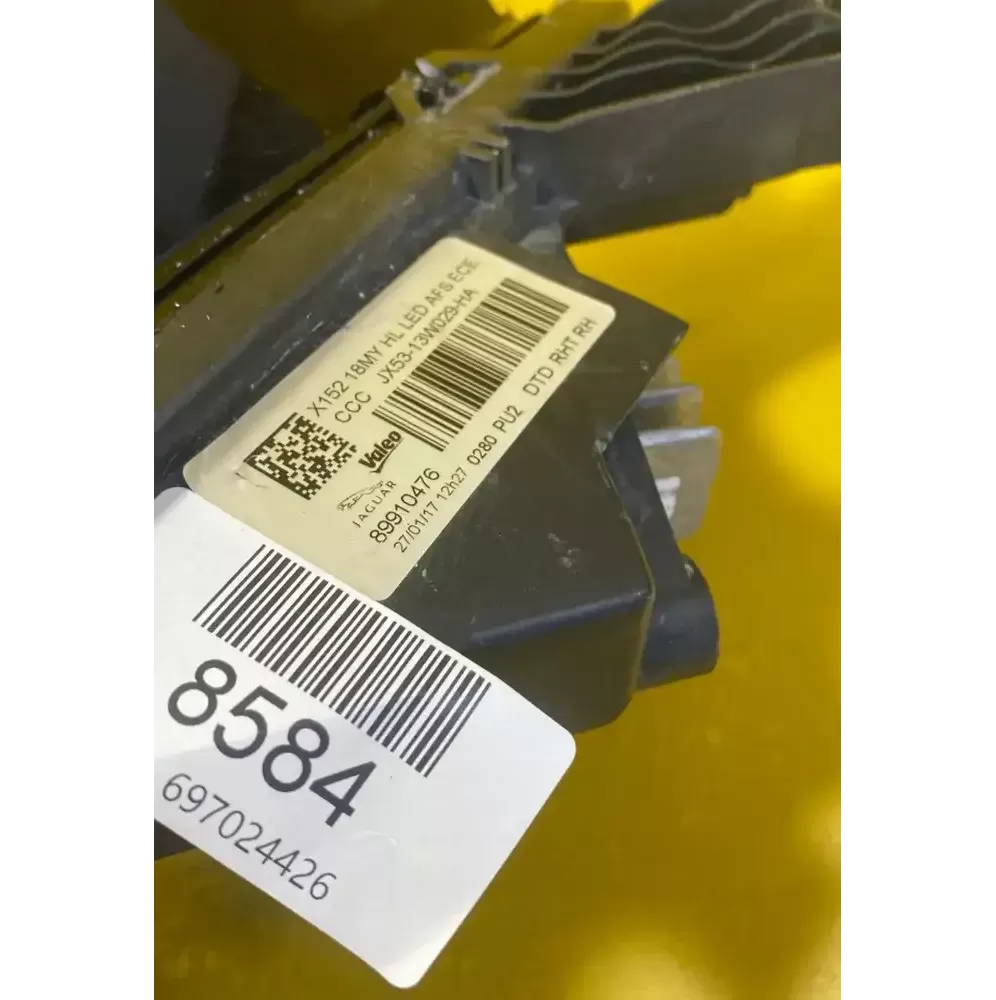 X152 18MY HL LED AFS ECE
CCC JX53-13W029-HA
Valeo
JAGUAR
89910476
27/01/17 12h27 0280 PU2 DTD RHT RH
8584
697024426